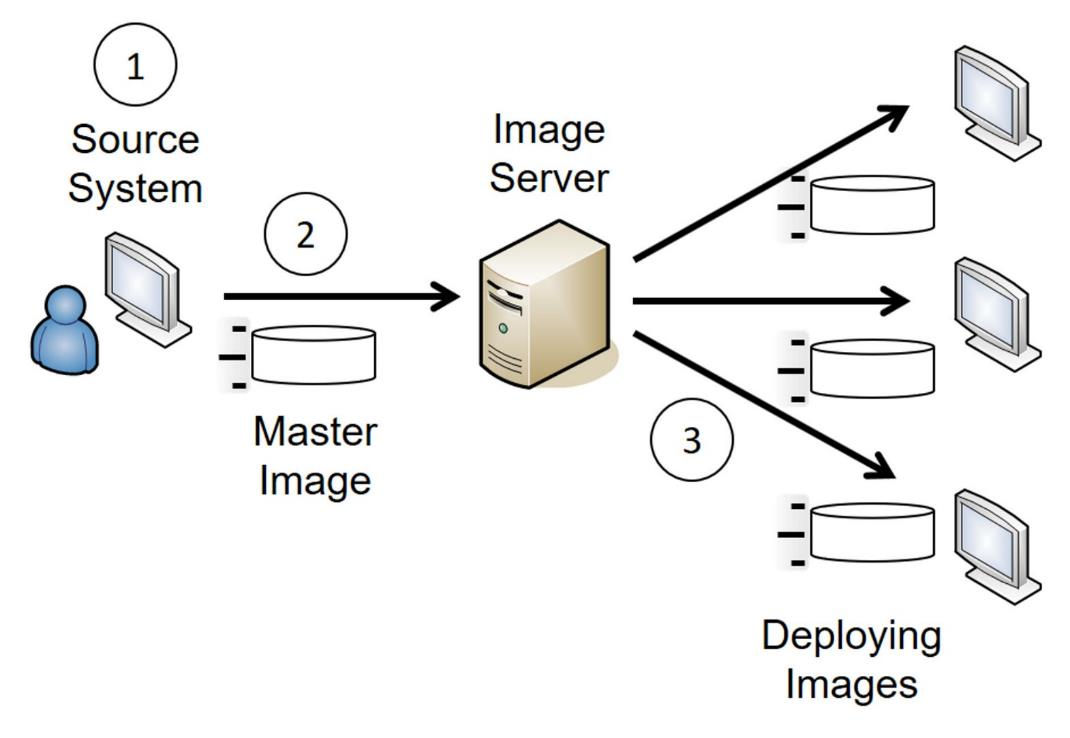 1
Source
System
2
Master
Image
Image
Server
3
Deploying
Images